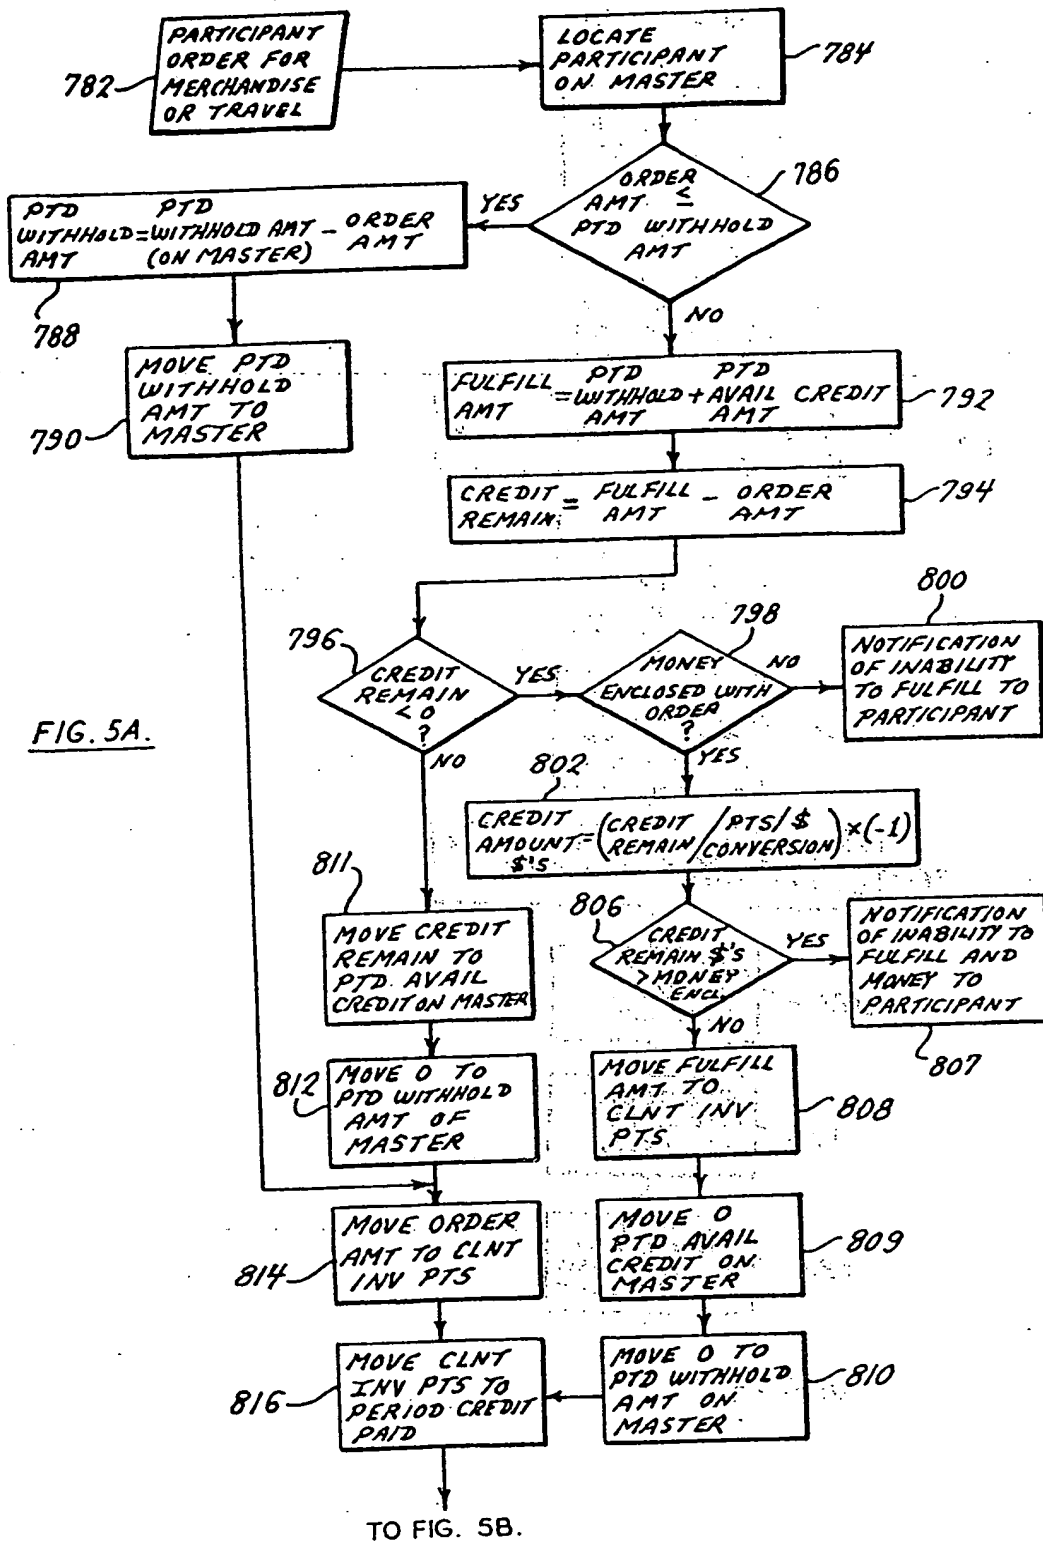 PARTICIPANT
ORDER FOR
MERCHANDISE
OR TRAVEL
782
LOCATE
PARTICIPANT
ON MASTER
784
ORDER
AMT ≤
PTD WITHHOLD
AMT
786
YES
NO
PTD PTD
WITHHOLD = WITHHOLD AMT - ORDER
AMT (ON MASTER) AMT
788
MOVE PTD
WITHHOLD
AMT TO
MASTER
790
PTD PTD
FULFILL = WITHHOLD + AVAIL CREDIT
AMT AMT AMT
792
CREDIT = FULFILL - ORDER
REMAIN AMT AMT
794
796
CREDIT
REMAIN
< 0
?
YES
NO
798
MONEY
ENCLOSED WITH
ORDER
?
NO
YES
800
NOTIFICATION
OF INABILITY
TO FULFILL TO
PARTICIPANT
FIG. 5A.
802
CREDIT
AMOUNT = (CREDIT REMAIN / PTS/$ CONVERSION) × (-1)
$'S
806
CREDIT
REMAIN $'S
> MONEY
ENCL.
YES
NO
NOTIFICATION
OF INABILITY TO
FULFILL AND
MONEY TO
PARTICIPANT
807
811
MOVE CREDIT
REMAIN TO
PTD AVAIL
CREDIT ON MASTER
812
MOVE 0 TO
PTD WITHHOLD
AMT OF
MASTER
MOVE FULFILL
AMT TO
CLNT INV
PTS
808
MOVE ORDER
AMT TO CLNT
INV PTS
814
MOVE 0
PTD AVAIL
CREDIT ON
MASTER
809
MOVE CLNT
INV PTS TO
PERIOD CREDIT
PAID
816
MOVE 0 TO
PTD WITHHOLD
AMT ON
MASTER
810
TO FIG. 5B.